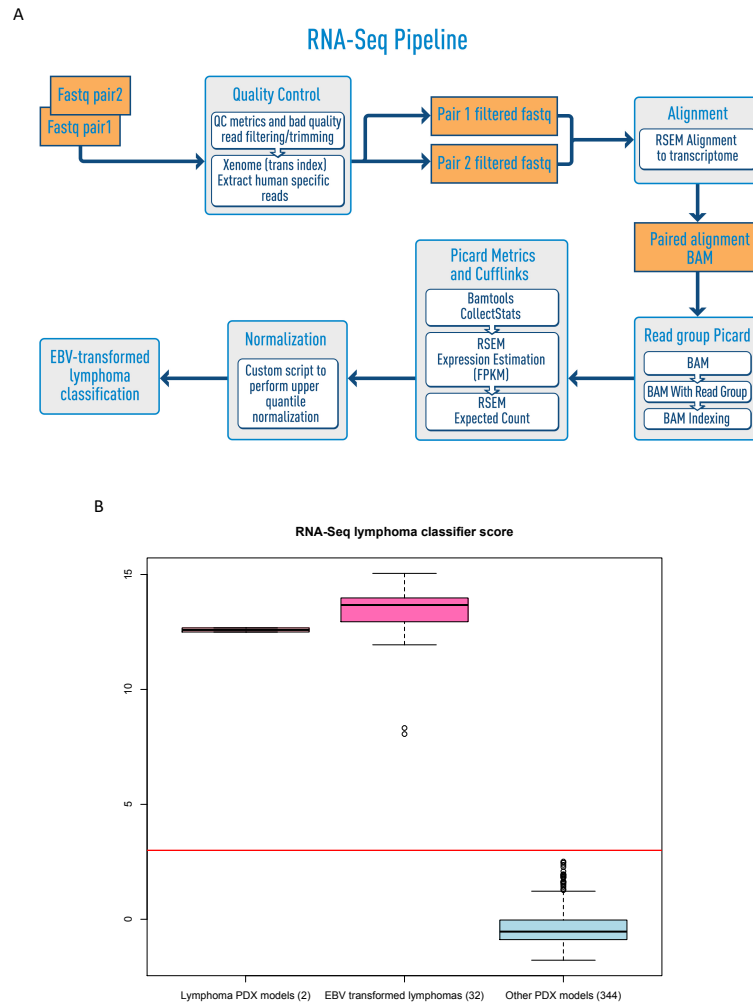 A
RNA-Seq Pipeline
Fastq pair2
Fastq pair1
Quality Control
QC metrics and bad quality
read filtering/trimming
Xenome (trans index)
Extract human specific
reads
Pair 1 filtered fastq
Pair 2 filtered fastq
Alignment
RSEM Alignment
to transcriptome
Paired alignment
BAM
Read group Picard
BAM
BAM With Read Group
BAM Indexing
Picard Metrics
and Cufflinks
Bamtools
CollectStats
RSEM
Expression Estimation
(FPKM)
RSEM
Expected Count
Normalization
Custom script to
perform upper
quantile
normalization
EBV-transformed
lymphoma
classification
B
RNA-Seq lymphoma classifier score
15
10
5
0
Lymphoma PDX models (2)
EBV transformed lymphomas (32)
Other PDX models (344)